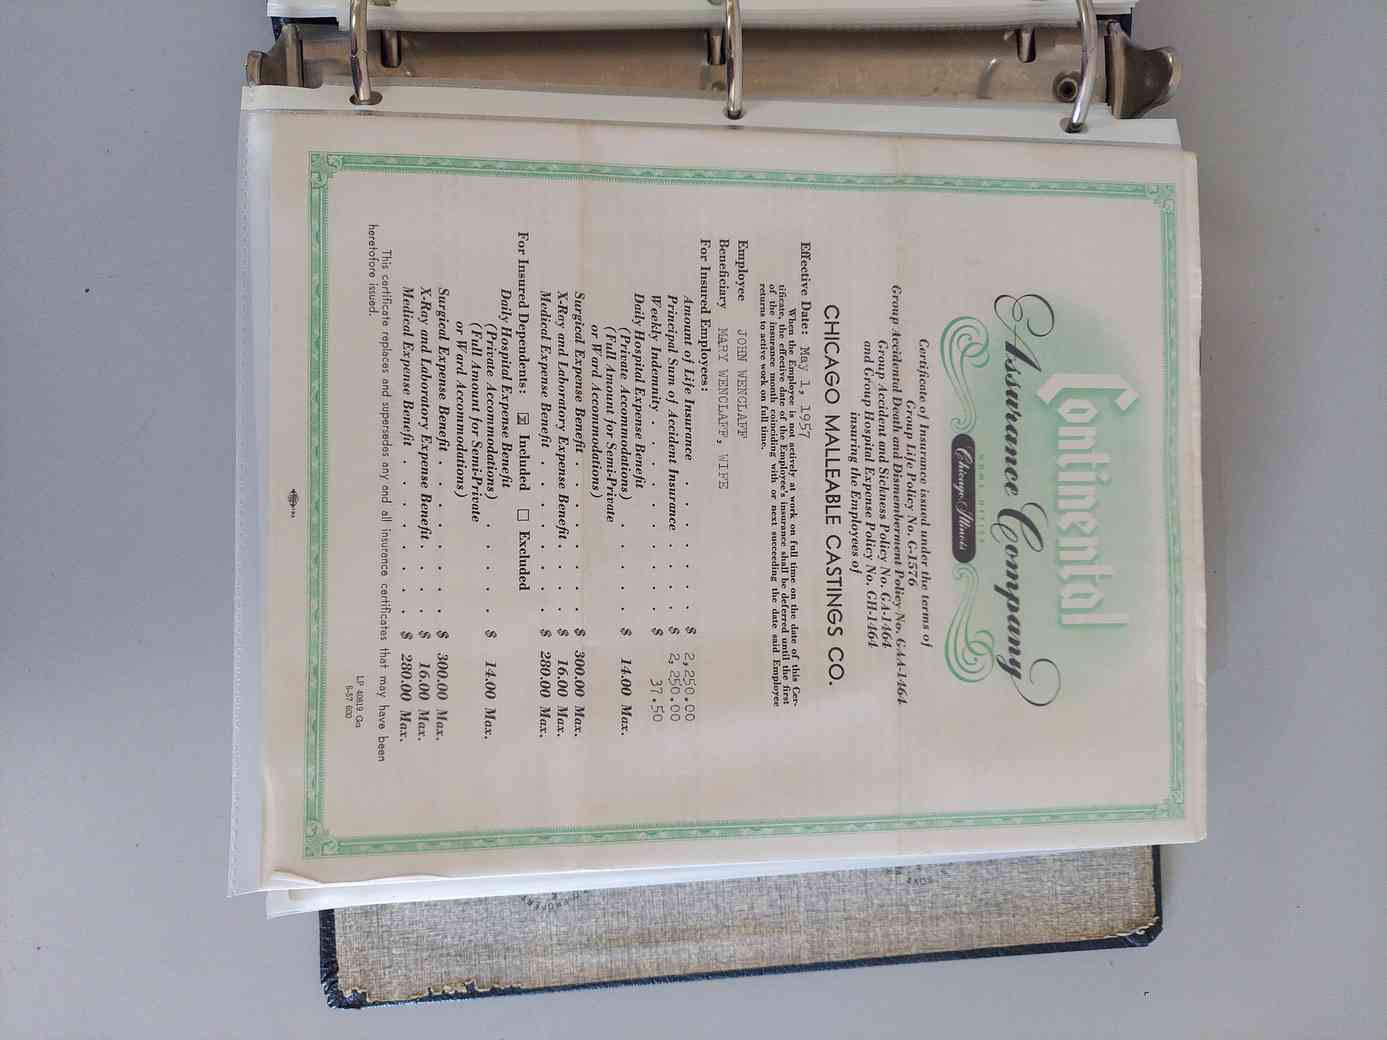 Continental
Assurance Company
HOME OFFICE
Chicago, Illinois
Certificate of Insurance issued under the terms of
Group Life Policy No. G-1576
Group Accidental Death and Dismemberment Policy No. GAA-1464
Group Accident and Sickness Policy No. GA-1464
and Group Hospital Expense Policy No. GH-1464
insuring the Employees of
CHICAGO MALLEABLE CASTINGS CO.
Effective Date: May 1, 1957
When the Employee is not actively at work on full time on the date of this Cer-
tificate, the effective date of the Employee's insurance shall be deferred until the first
of the insurance month coinciding with or next succeeding the date said Employee
returns to active work on full time.
Employee JOHN WENCLAFF
Beneficiary MARY WENCLAFF, WIFE
For Insured Employees:
Amount of Life Insurance . . . . . $ 2,250.00
Principal Sum of Accident Insurance . . . $ 2,250.00
Weekly Indemnity . . . . . . $ 37.50
Daily Hospital Expense Benefit
(Private Accommodations) . . . . $ 14.00 Max.
(Full Amount for Semi-Private
or Ward Accommodations)
Surgical Expense Benefit . . . . . $ 300.00 Max.
X-Ray and Laboratory Expense Benefit . . . $ 16.00 Max.
Medical Expense Benefit . . . . . $ 280.00 Max.
For Insured Dependents: ☒ Included ☐ Excluded
Daily Hospital Expense Benefit
(Private Accommodations) . . . . $ 14.00 Max.
(Full Amount for Semi-Private
or Ward Accommodations)
Surgical Expense Benefit . . . . . $ 300.00 Max.
X-Ray and Laboratory Expense Benefit . . . $ 16.00 Max.
Medical Expense Benefit . . . . . $ 280.00 Max.
This certificate replaces and supersedes any and all insurance certificates that may have been
heretofore issued.
LP 40819 Ga
6-57 600